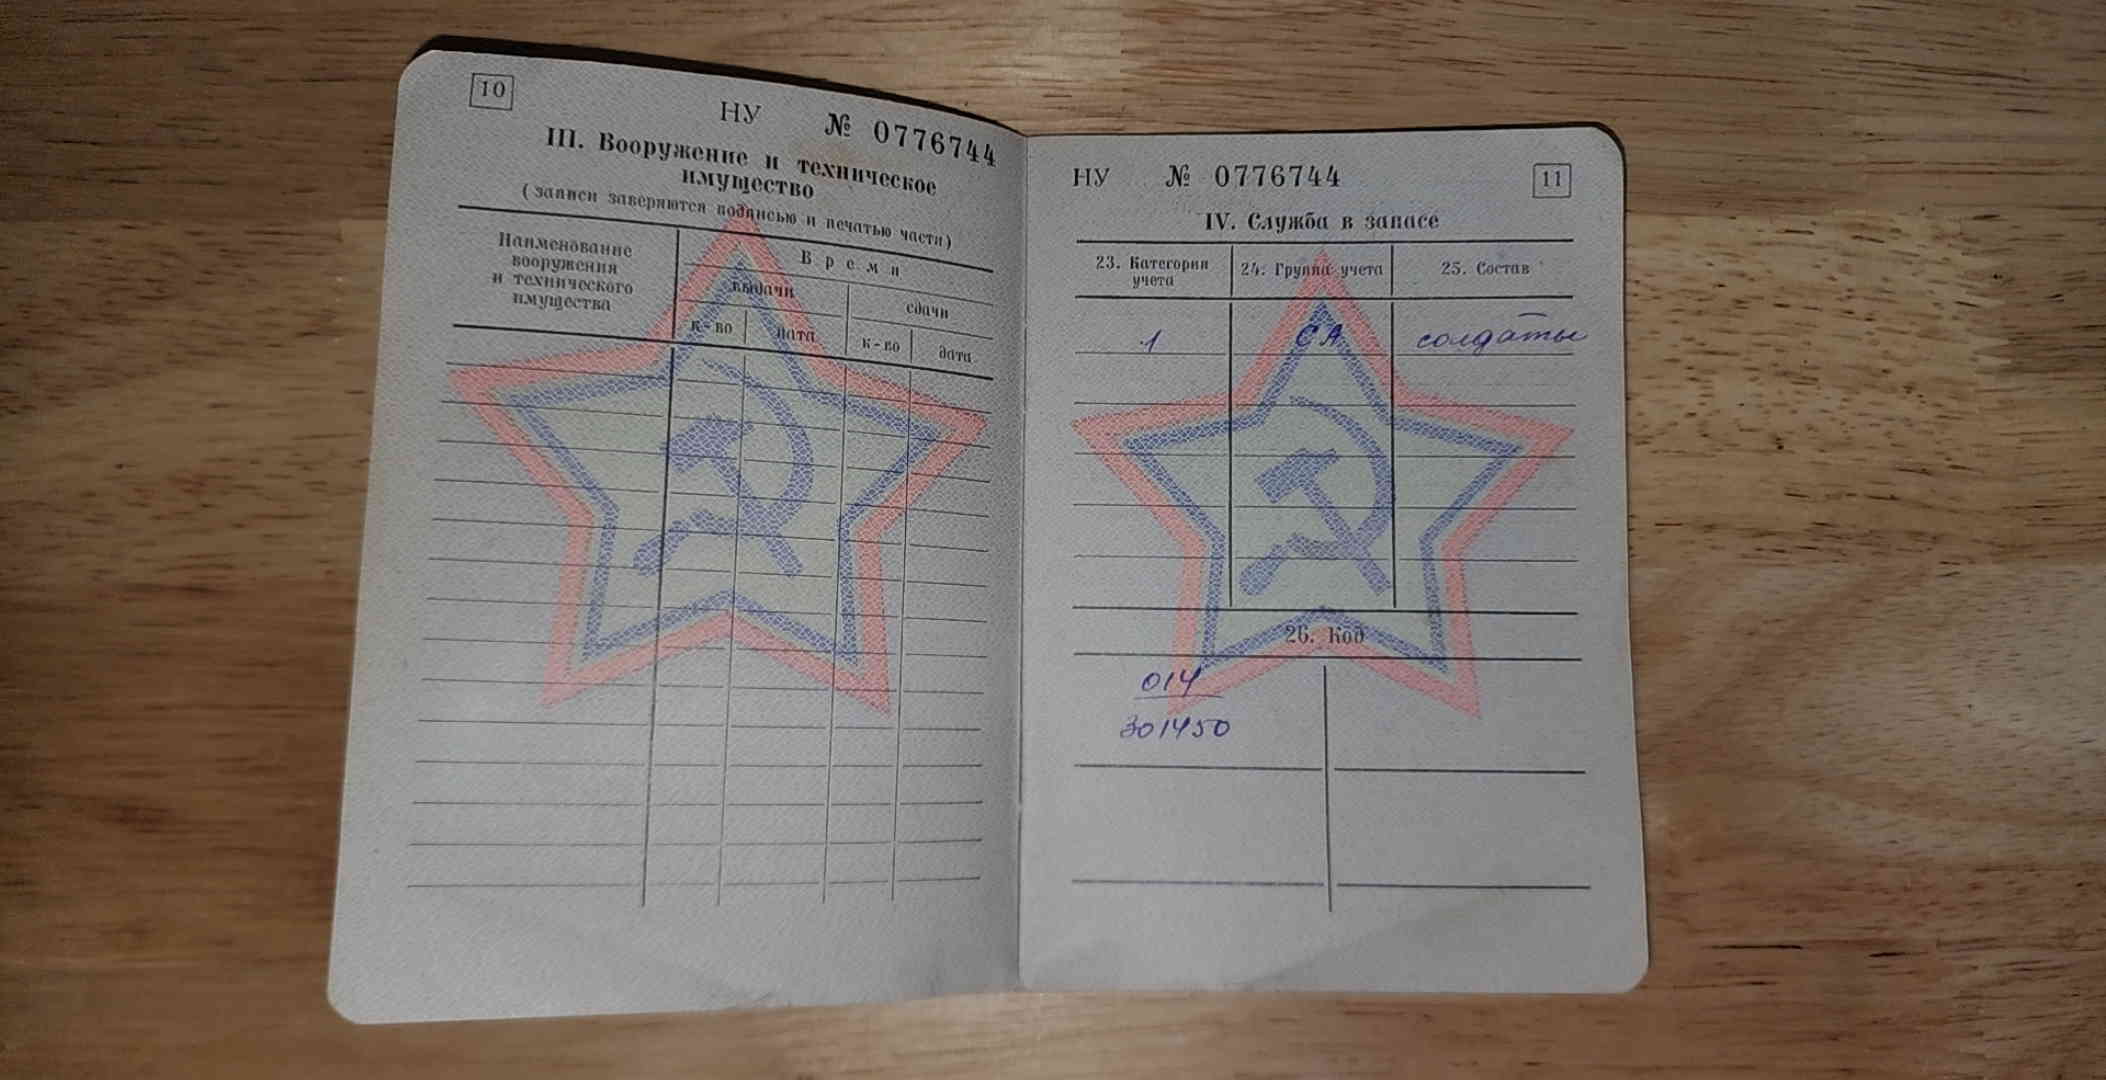 10
НУ № 0776744
III. Вооружение и техническое
имущество
(записи заверяются подписью и печатью части)
Наименование
вооружения
и технического
имущества
Время
выдачи
сдачи
к-во
дата
к-во
дата
НУ № 0776744
11
IV. Служба в запасе
23. Категория
учета
24. Группа учета
25. Состав
1
СА
солдаты
26. Код
014
301450